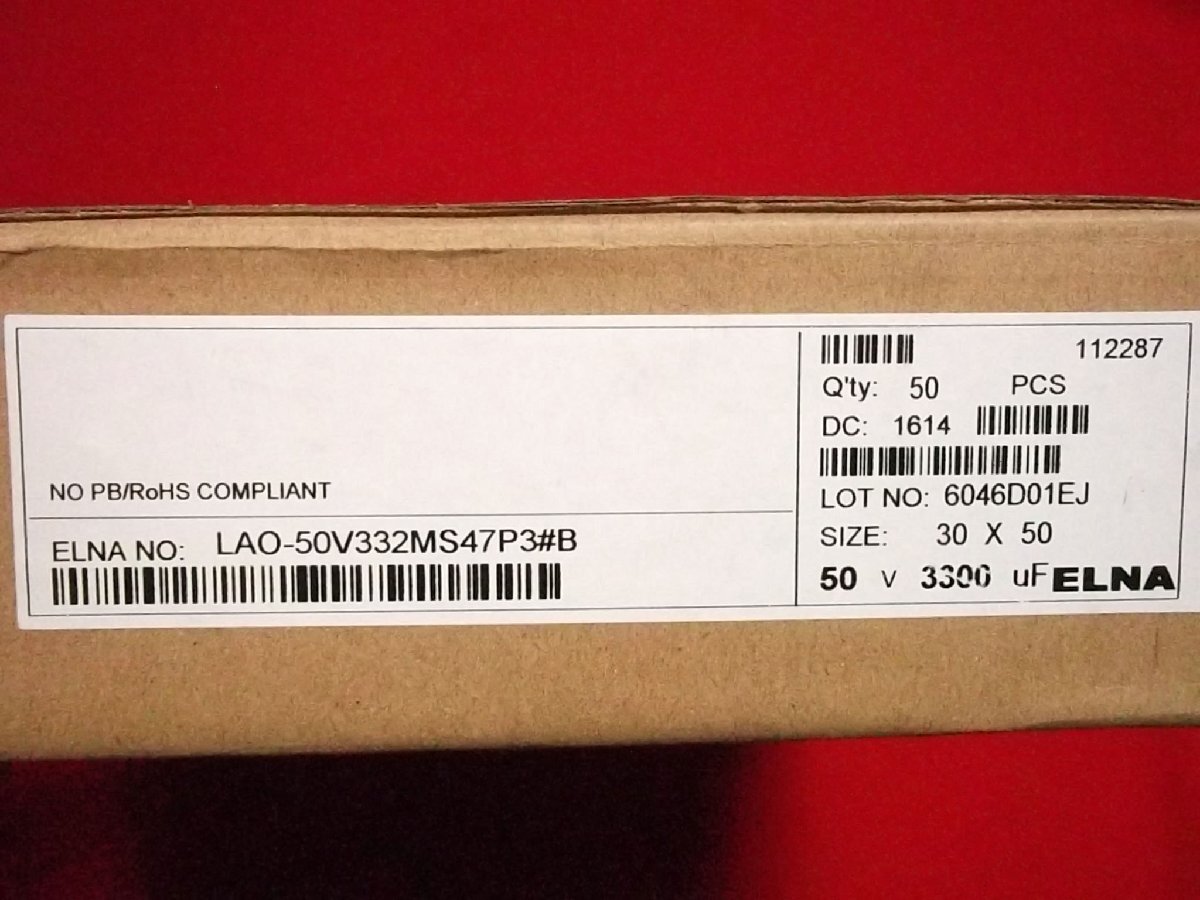 NO PB/RoHS COMPLIANT
ELNA NO: LAO-50V332MS47P3#B
112287
Q'ty: 50 PCS
DC: 1614
LOT NO: 6046D01EJ
SIZE: 30 X 50
50 V 3300 uF ELNA